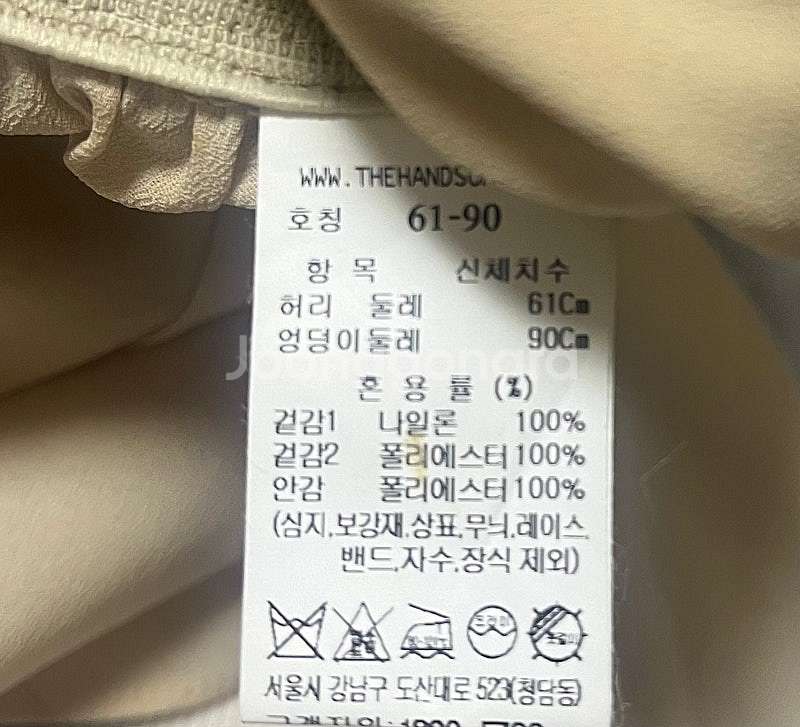 호칭 61-90
항 목 신체치수
허리 둘레 61Cm
엉덩이둘레 90Cm
혼 용 률 (%)
겉감1 나일론 100%
겉감2 폴리에스터 100%
안감 폴리에스터 100%
(심지,보강재,상표,무늬,레이스,
밴드,자수,장식 제외)
서울시 강남구 도산대로 523(청담동)